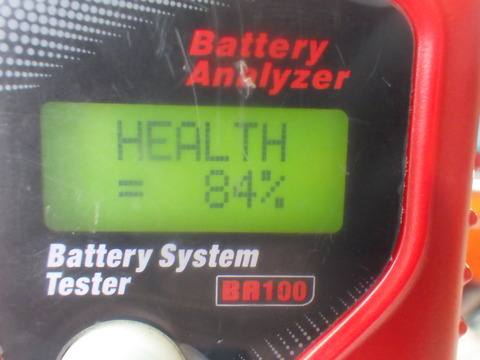 Battery
Analyzer
HEALTH
= 84%
Battery System
Tester
BA100